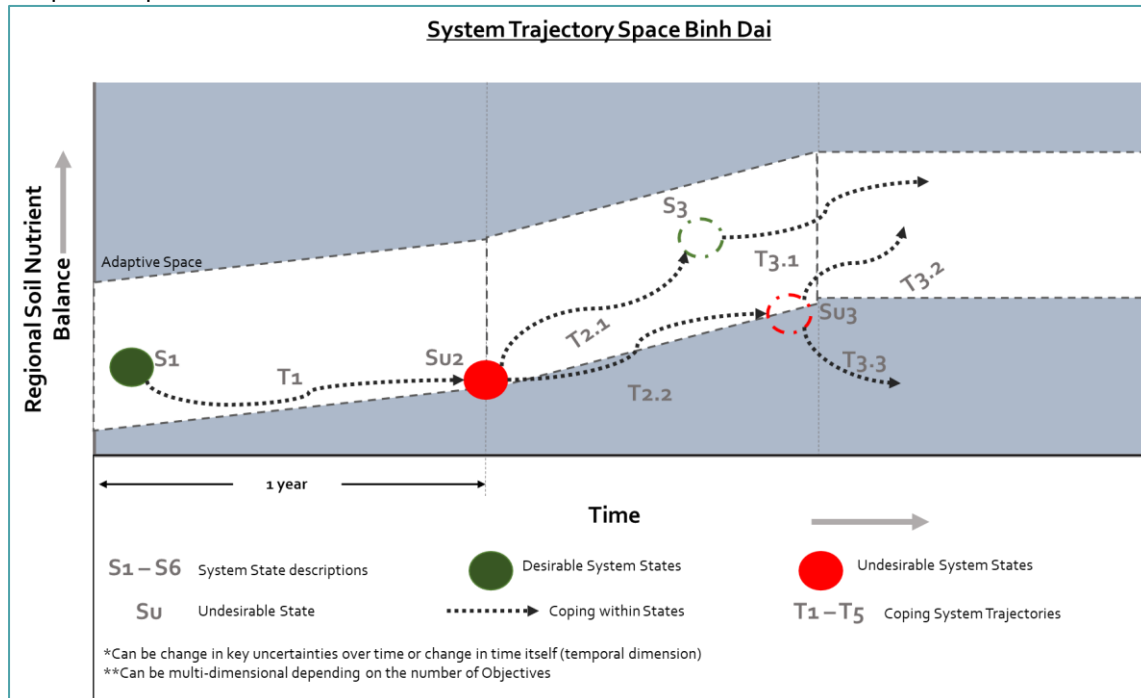 System Trajectory Space Binh Dai
Regional Soil Nutrient
Balance
Adaptive Space
S1
T1
Su2
T2.1
T2.2
S3
T3.1
T3.2
Su3
T3.3
1 year
Time
S1 – S6 System State descriptions
Desirable System States
Undesirable System States
Su Undesirable State
Coping within States
T1 – T5 Coping System Trajectories
*Can be change in key uncertainties over time or change in time itself (temporal dimension)
**Can be multi-dimensional depending on the number of Objectives